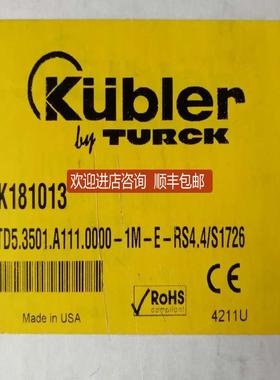 Kübler
by TURCK
欢迎进店咨询 顺丰包邮
K181013
TD5.3501.A111.0000-1M-E-RS4.4/S1726
CE
RoHS
compliant
Made in USA
4211U